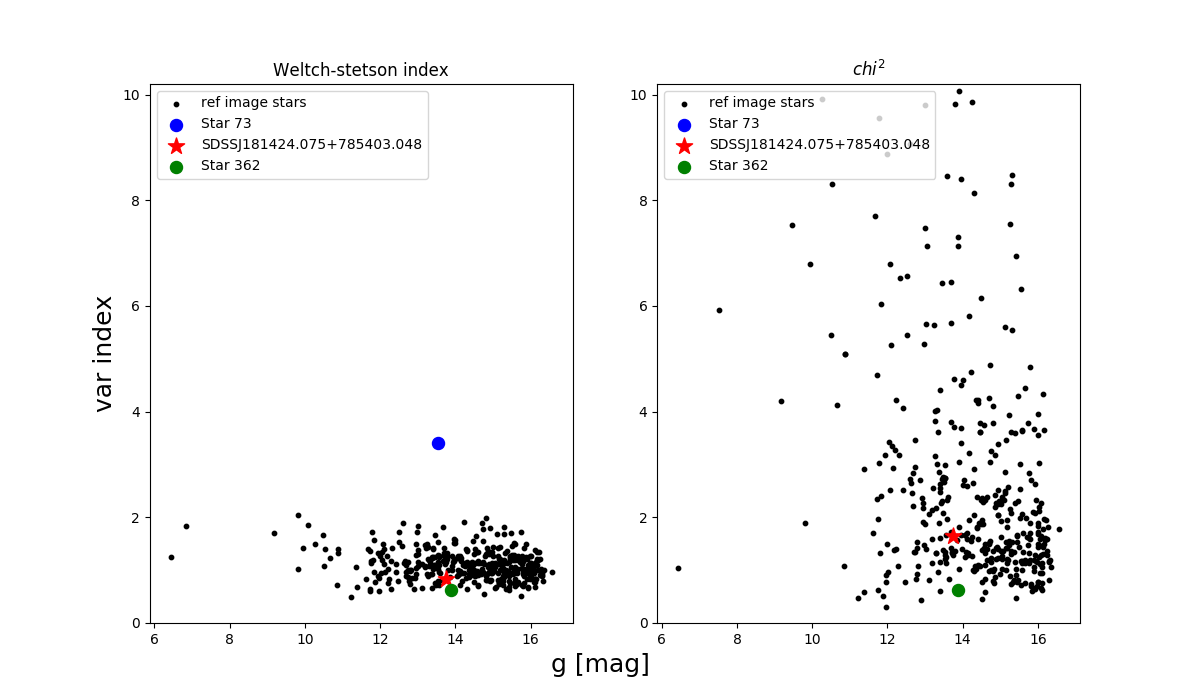 Weltch-stetson index
chi²
ref image stars
Star 73
SDSSJ181424.075+785403.048
Star 362
ref image stars
Star 73
SDSSJ181424.075+785403.048
Star 362
var index
10
8
6
4
2
0
6
8
10
12
14
16
10
8
6
4
2
0
6
8
10
12
14
16
g [mag]